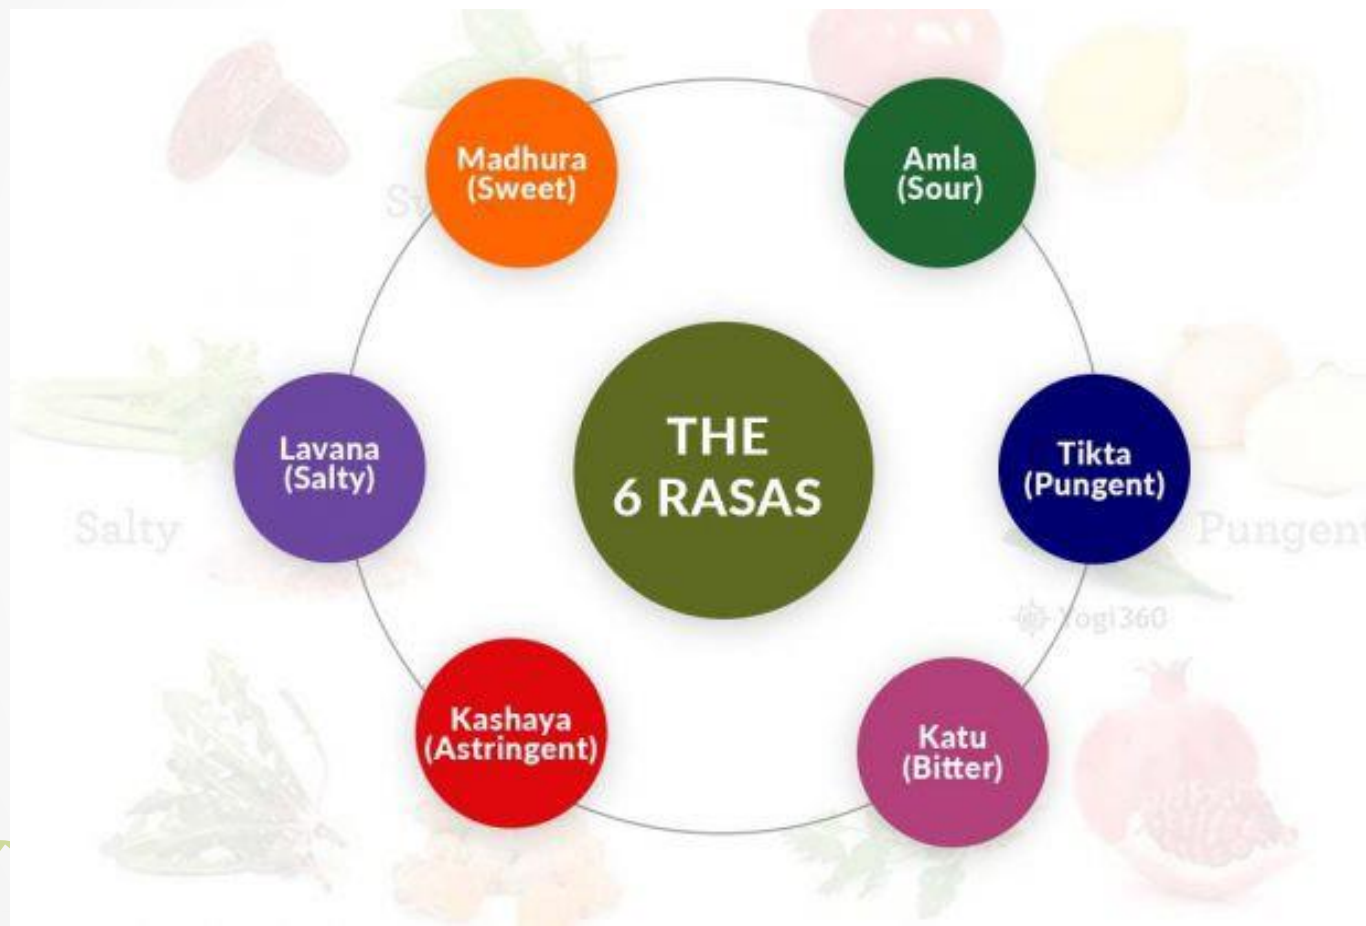 Madhura
(Sweet)
Amla
(Sour)
THE
6 RASAS
Lavana
(Salty)
Tikta
(Pungent)
Salty
Pungent
Yogi360
Kashaya
(Astringent)
Katu
(Bitter)